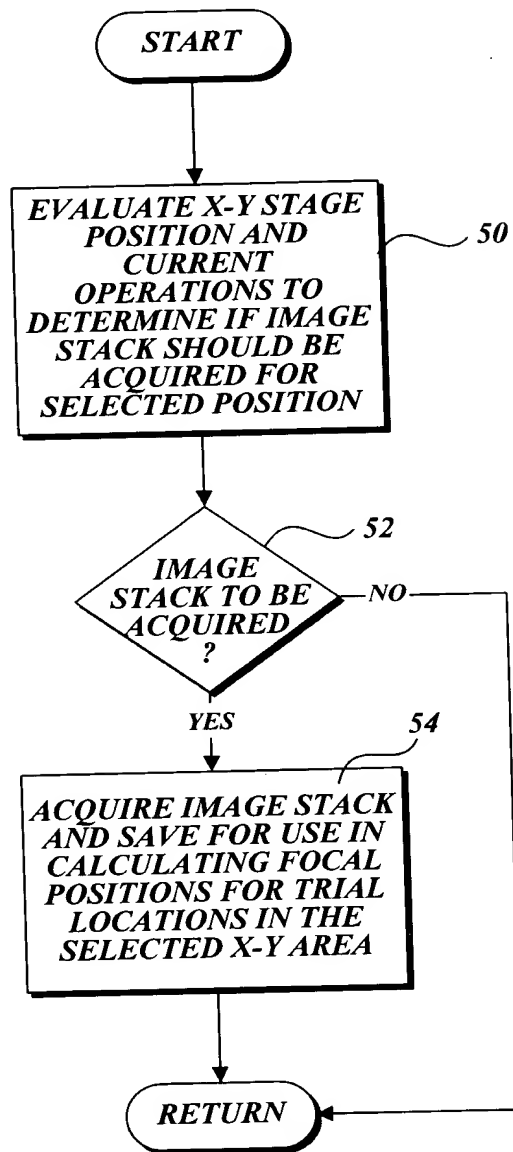 START
EVALUATE X-Y STAGE
POSITION AND
CURRENT
OPERATIONS TO
DETERMINE IF IMAGE
STACK SHOULD BE
ACQUIRED FOR
SELECTED POSITION
50
52
IMAGE
STACK TO BE
ACQUIRED
?
NO
YES
54
ACQUIRE IMAGE STACK
AND SAVE FOR USE IN
CALCULATING FOCAL
POSITIONS FOR TRIAL
LOCATIONS IN THE
SELECTED X-Y AREA
RETURN